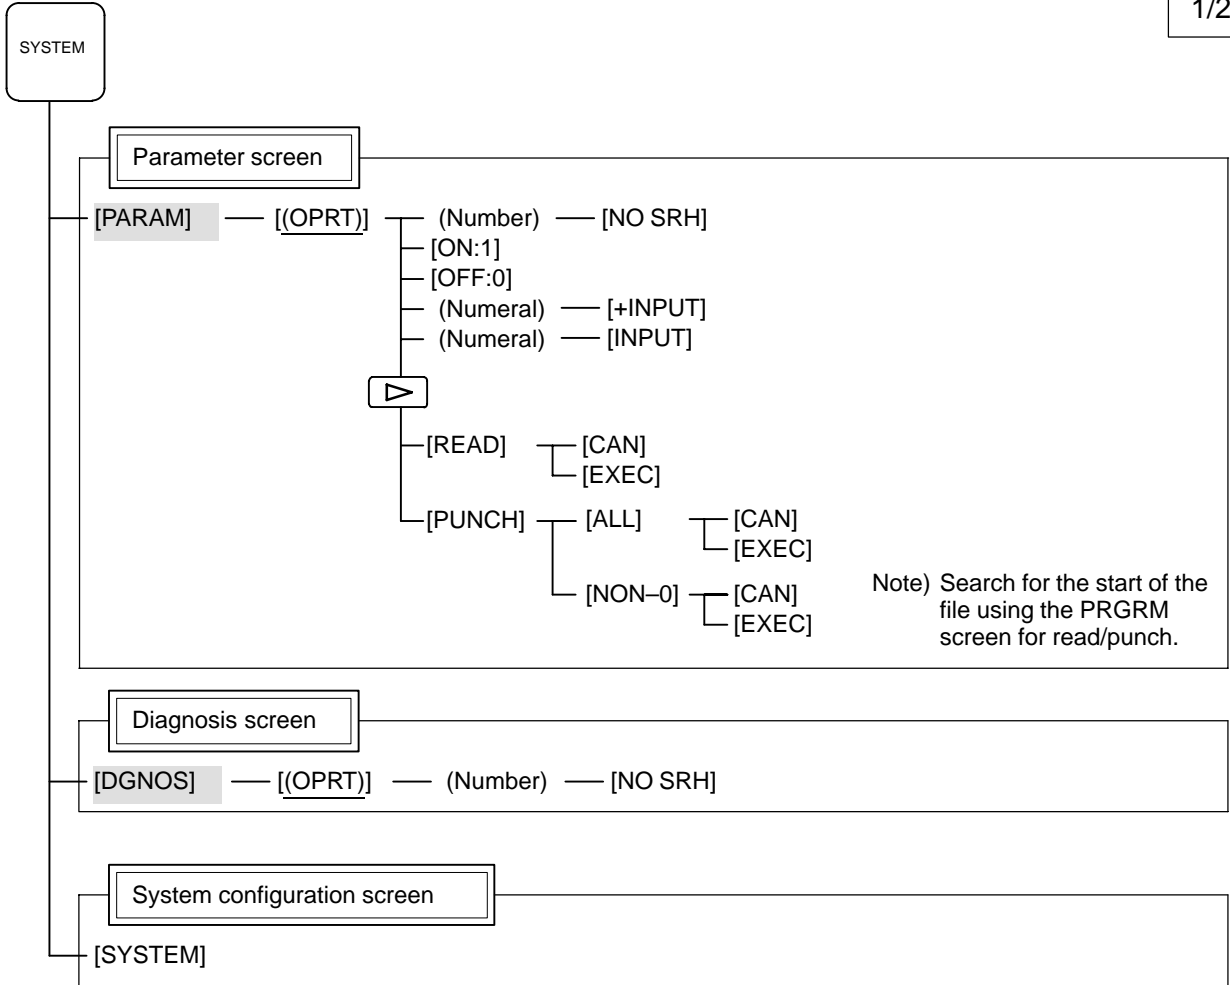 1/2
SYSTEM
Parameter screen
[PARAM] [(OPRT)] (Number) [NO SRH]
[ON:1]
[OFF:0]
(Numeral) [+INPUT]
(Numeral) [INPUT]
[READ] [CAN]
[EXEC]
[PUNCH] [ALL] [CAN]
[EXEC]
[NON–0] [CAN]
[EXEC]
Note) Search for the start of the
file using the PRGRM
screen for read/punch.
Diagnosis screen
[DGNOS] [(OPRT)] (Number) [NO SRH]
System configuration screen
[SYSTEM]